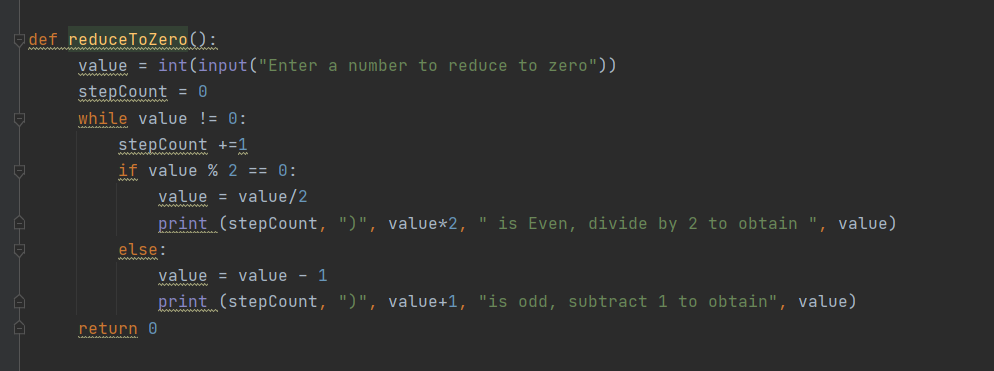 def reduceToZero():
    value = int(input("Enter a number to reduce to zero"))
    stepCount = 0
    while value != 0:
        stepCount +=1
        if value % 2 == 0:
            value = value/2
            print (stepCount, ")", value*2, " is Even, divide by 2 to obtain ", value)
        else:
            value = value - 1
            print (stepCount, ")", value+1, "is odd, subtract 1 to obtain", value)
    return 0